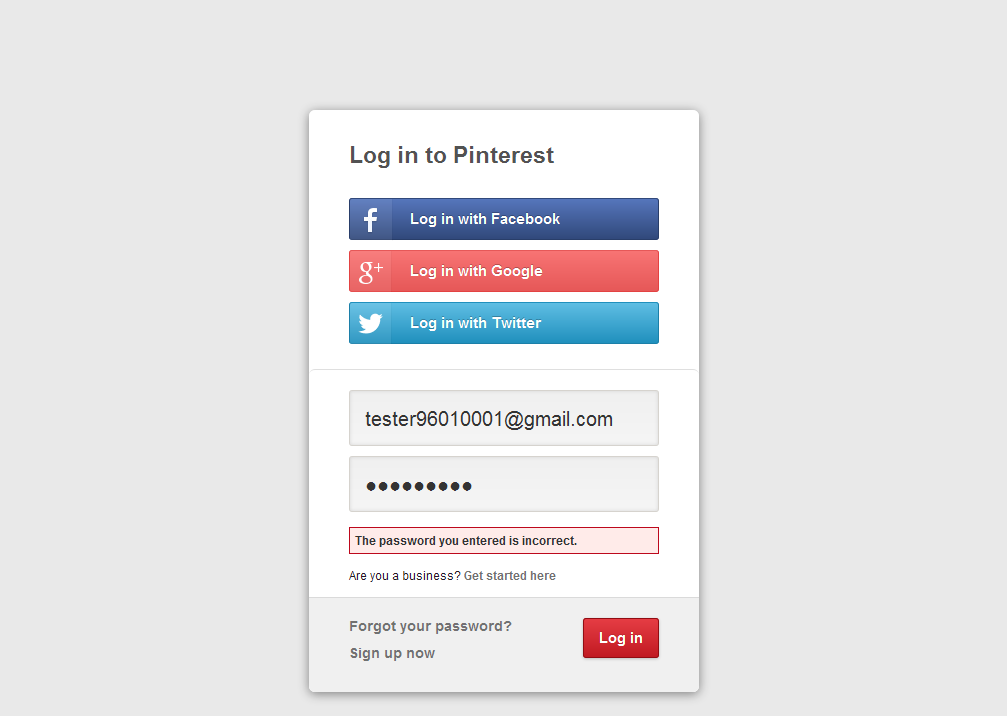 Log in to Pinterest
Log in with Facebook
Log in with Google
Log in with Twitter
tester96010001@gmail.com
●●●●●●●●●
The password you entered is incorrect.
Are you a business? Get started here
Forgot your password?
Log in
Sign up now